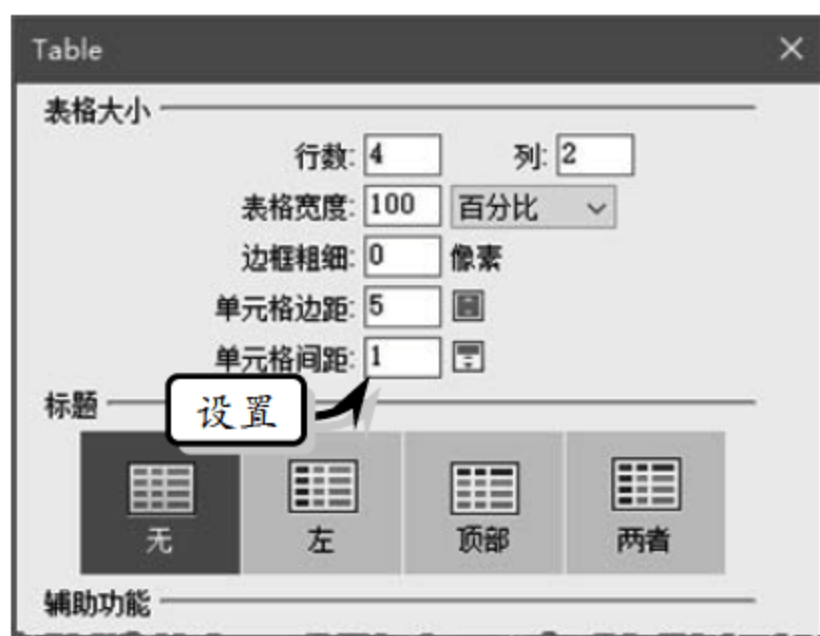 Table
表格大小
行数: 4 列: 2
表格宽度: 100 百分比
边框粗细: 0 像素
单元格边距: 5
单元格间距: 1
设置
标题
无 左 顶部 两者
辅助功能